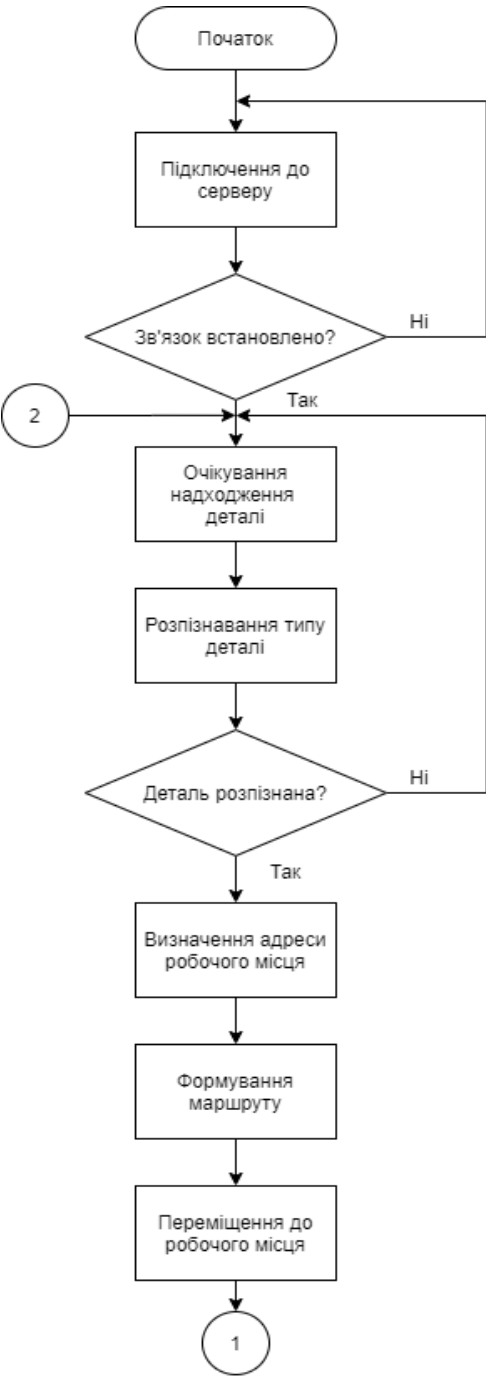 Початок
Підключення до
серверу
Зв'язок встановлено?
Ні
Так
2
Очікування
надходження
деталі
Розпізнавання типу
деталі
Деталь розпізнана?
Ні
Так
Визначення адреси
робочого місця
Формування
маршруту
Переміщення до
робочого місця
1